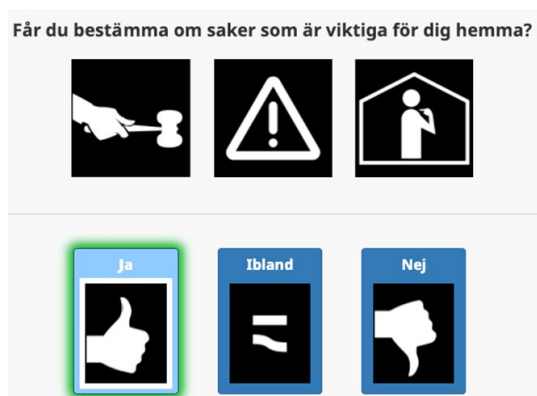 Får du bestämma om saker som är viktiga för dig hemma?
Ja
Ibland
Nej